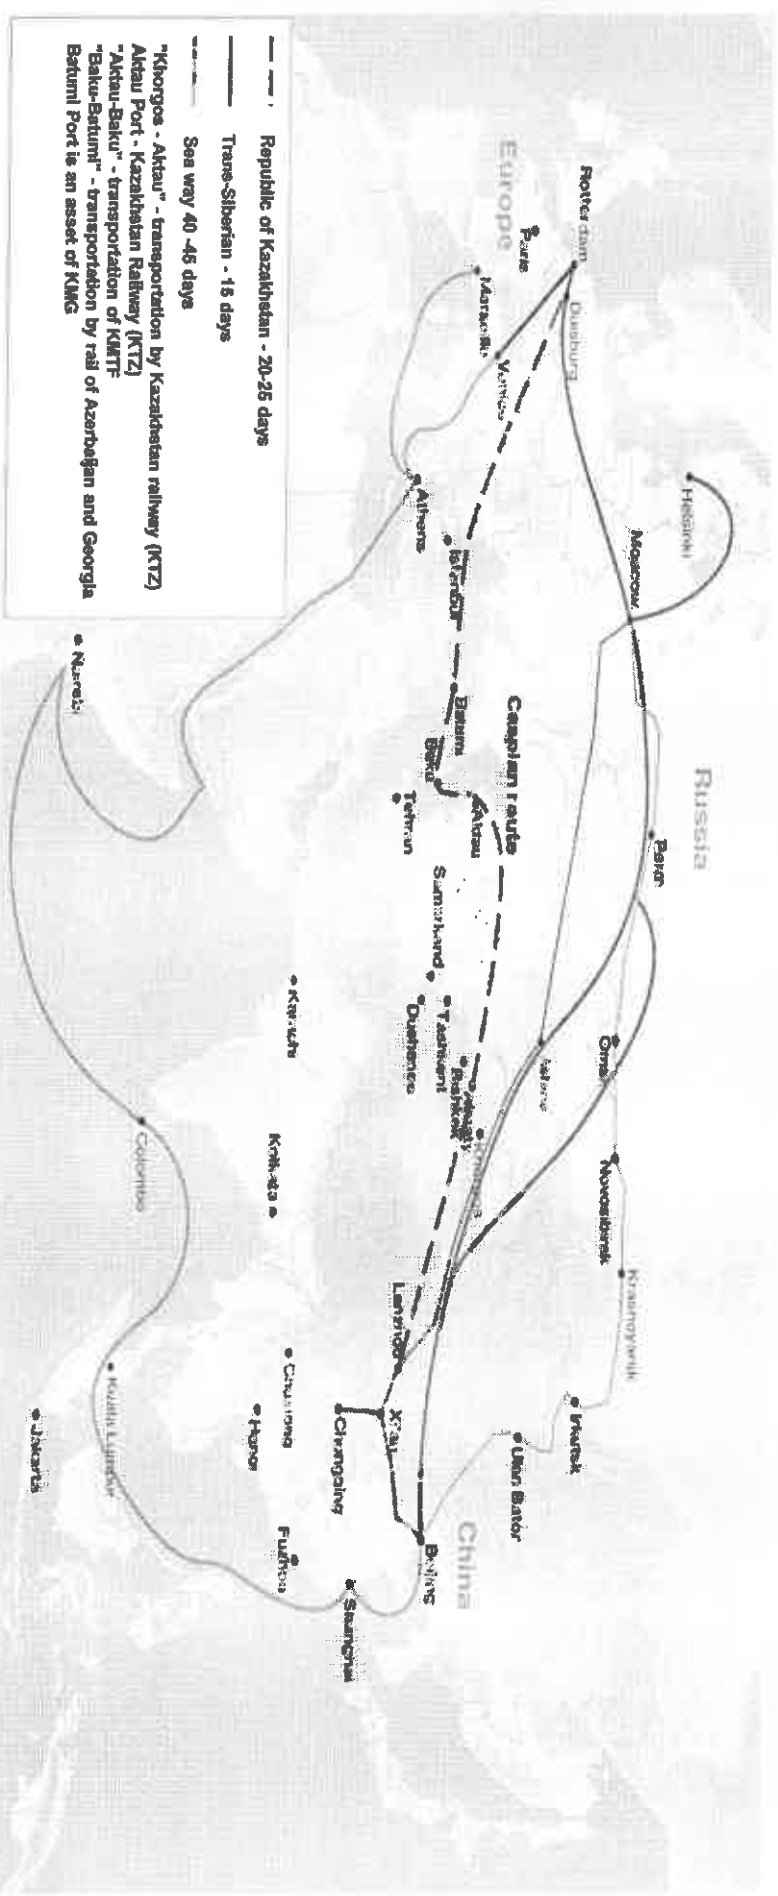 Russia
Europe
China
Helsinki
Moscow
Perm
Omsk
Novosibirsk
Krasnoyarsk
Irkutsk
Ulan Bator
Rotterdam
Duisburg
Paris
Venice
Marseille
Athens
Istanbul
Caspian route
Batumi
Baku
Aktau
Tehran
Astana
Samarkand
Tashkent
Dushanbe
Bishkek
Lanzhou
Beijing
Chongqing
Shanghai
Fuzhou
Karachi
Kolkata
Hanoi
Colombo
Kuala Lumpur
Jakarta
Nairobi
Republic of Kazakhstan - 20-25 days
Trans-Siberian - 15 days
Sea way 40 -45 days
"Khorgos - Aktau" - transportation by Kazakhstan railway (KTZ)
Aktau Port - Kazakhstan Railway (KTZ)
"Aktau-Baku" - transportation of KMTF
"Baku-Batumi" - transportation by rail of Azerbaijan and Georgia
Batumi Port is an asset of KMG